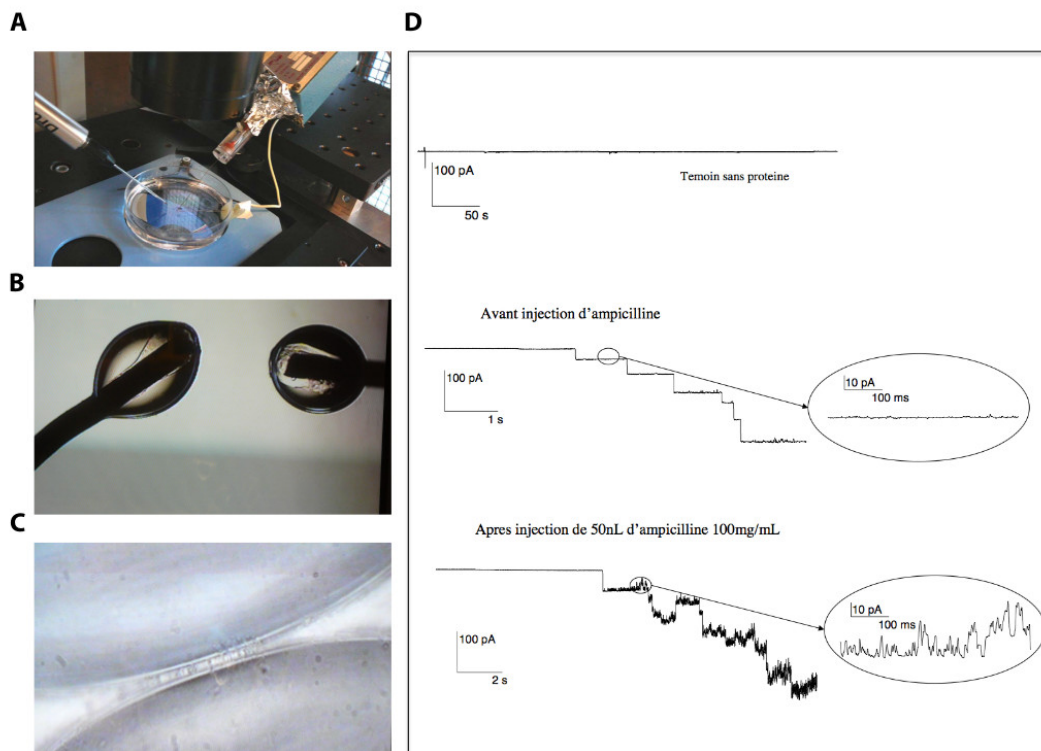 A
D
DRU
100 pA
Temoin sans proteine
50 s
B
Avant injection d'ampicilline
100 pA
10 pA
100 ms
1 s
C
Apres injection de 50nL d'ampicilline 100mg/mL
10 pA
100 ms
100 pA
2 s